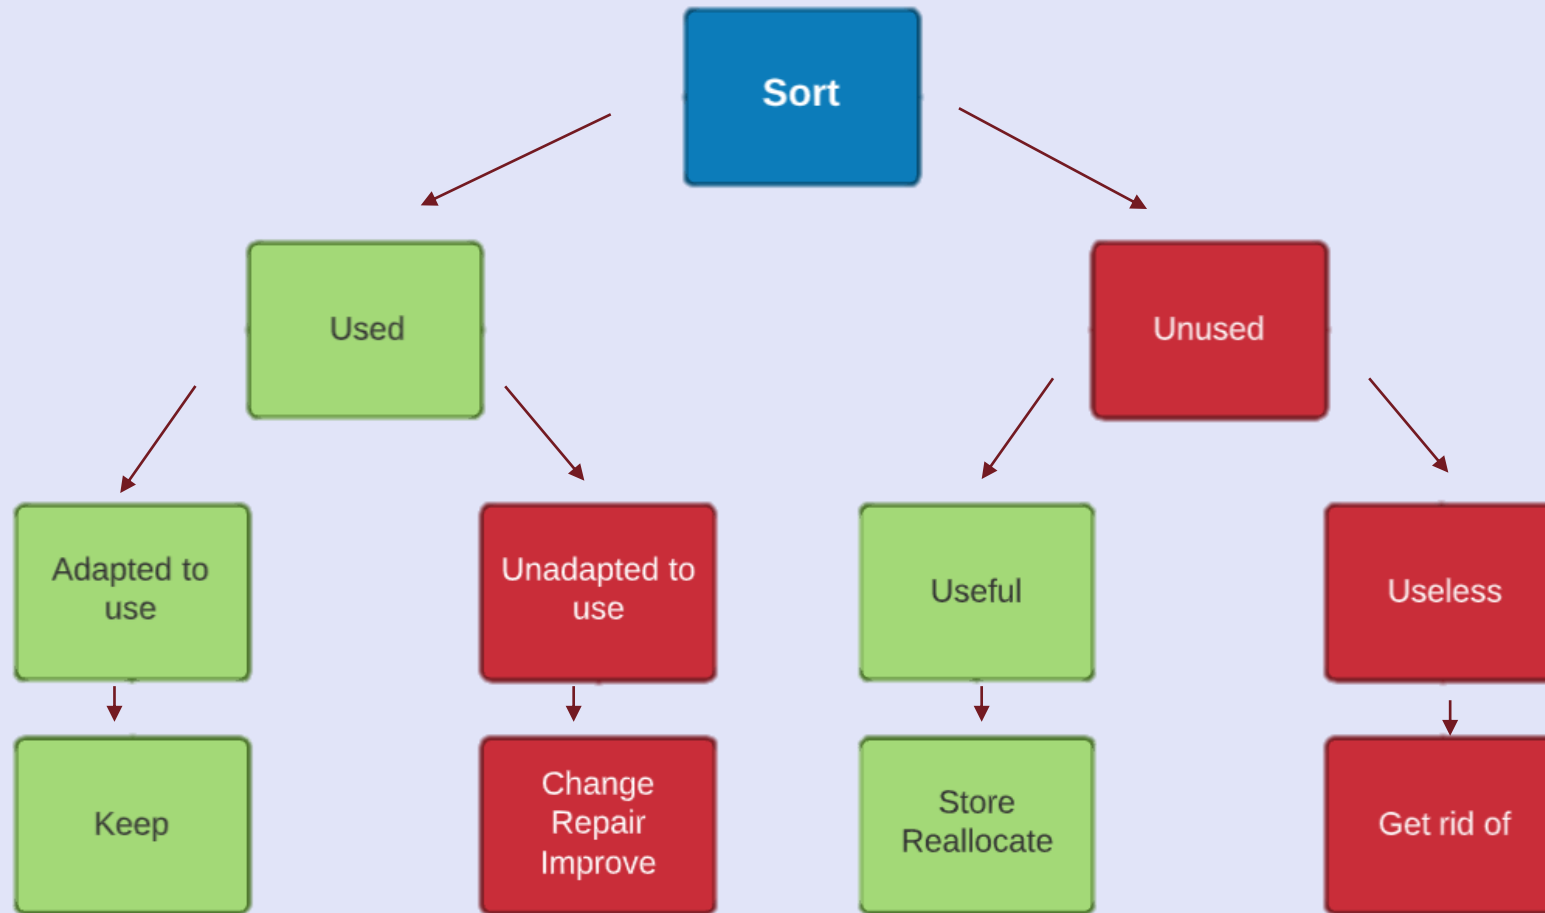 Sort
Used
Unused
Adapted to
use
Unadapted to
use
Useful
Useless
Keep
Change
Repair
Improve
Store
Reallocate
Get rid of